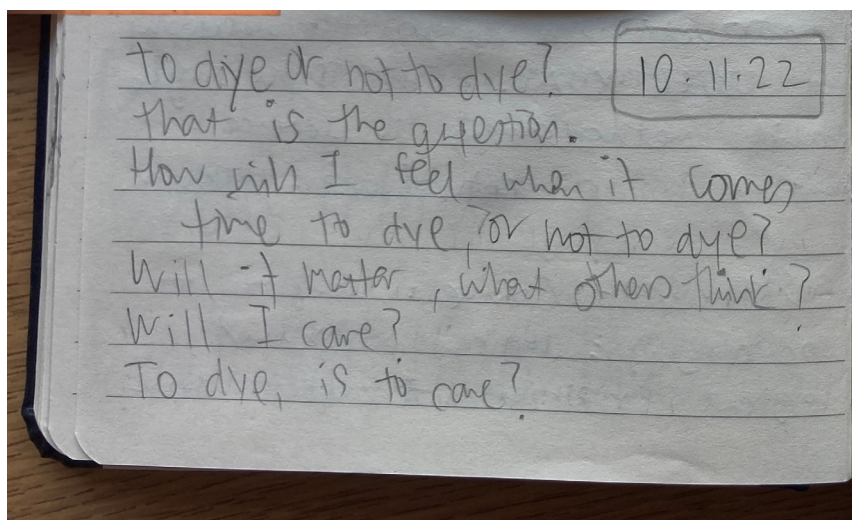 to diye or not to dye? 10.11.22
that is the question.
How will I feel when it comes
time to dye, or not to dye?
Will it matter, what others think?
Will I care?
To dye, is to care?